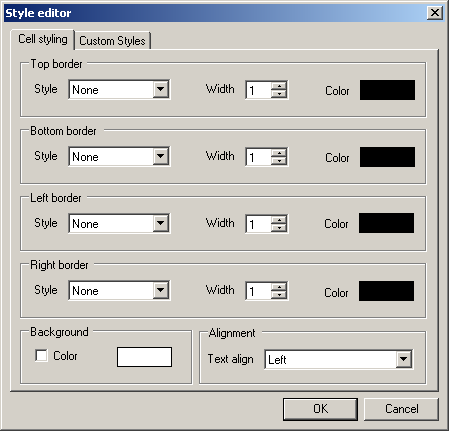 Style editor
Cell styling Custom Styles
Top border
Style None Width 1 Color
Bottom border
Style None Width 1 Color
Left border
Style None Width 1 Color
Right border
Style None Width 1 Color
Background Alignment
Color Text align Left
OK Cancel